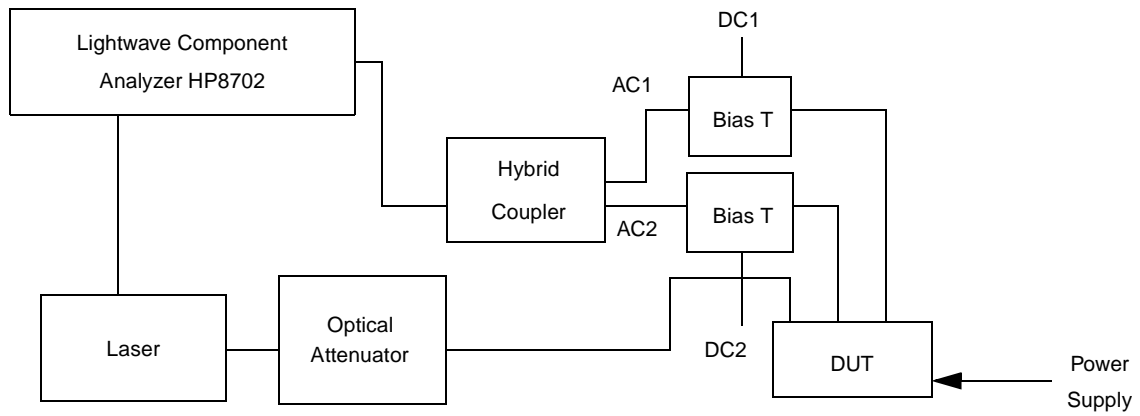 DC1
Lightwave Component
Analyzer HP8702
AC1
Bias T
Hybrid
Coupler
Bias T
AC2
Optical
Attenuator
Laser
DC2
DUT
Power
Supply